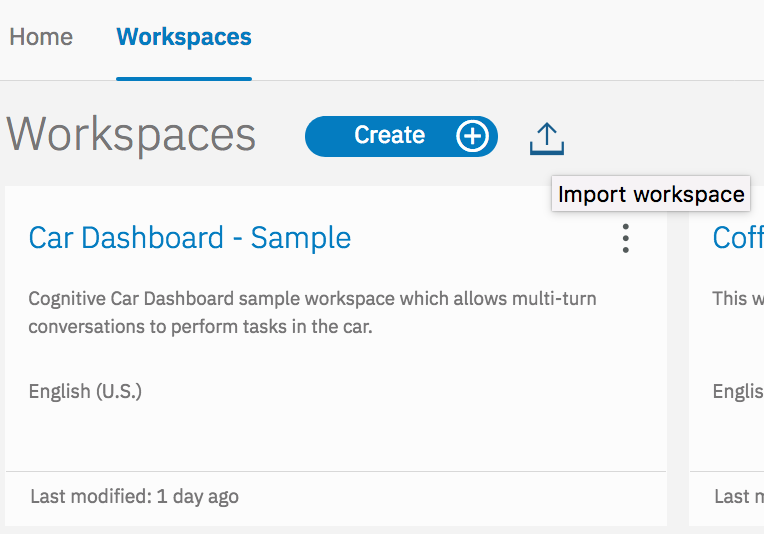 Home Workspaces
Workspaces Create
Import workspace
Car Dashboard - Sample
Cognitive Car Dashboard sample workspace which allows multi-turn
conversations to perform tasks in the car.
English (U.S.)
Last modified: 1 day ago
Coff
This w
Englis
Last m